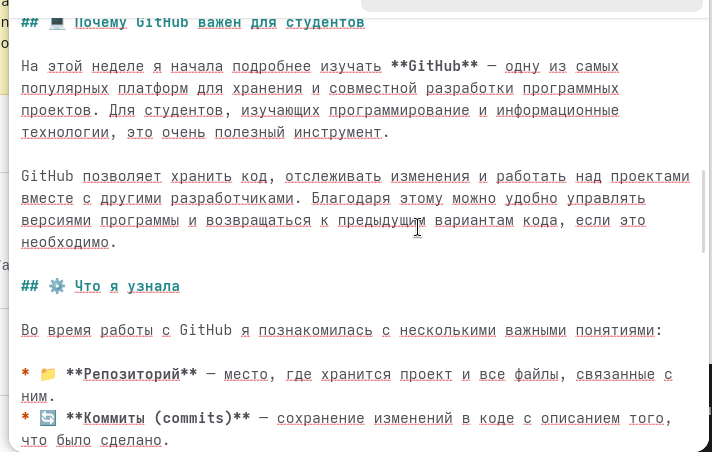 ## 💻 Почему GitHub важен для студентов
На этой неделе я начала подробнее изучать **GitHub** — одну из самых
популярных платформ для хранения и совместной разработки программных
проектов. Для студентов, изучающих программирование и информационные
технологии, это очень полезный инструмент.
GitHub позволяет хранить код, отслеживать изменения и работать над проектами
вместе с другими разработчиками. Благодаря этому можно удобно управлять
версиями программы и возвращаться к предыдущим вариантам кода, если это
необходимо.
## ⚙️ Что я узнала
Во время работы с GitHub я познакомилась с несколькими важными понятиями:
* 📁 **Репозиторий** — место, где хранится проект и все файлы, связанные с
ним.
* 🔄 **Коммиты (commits)** — сохранение изменений в коде с описанием того,
что было сделано.